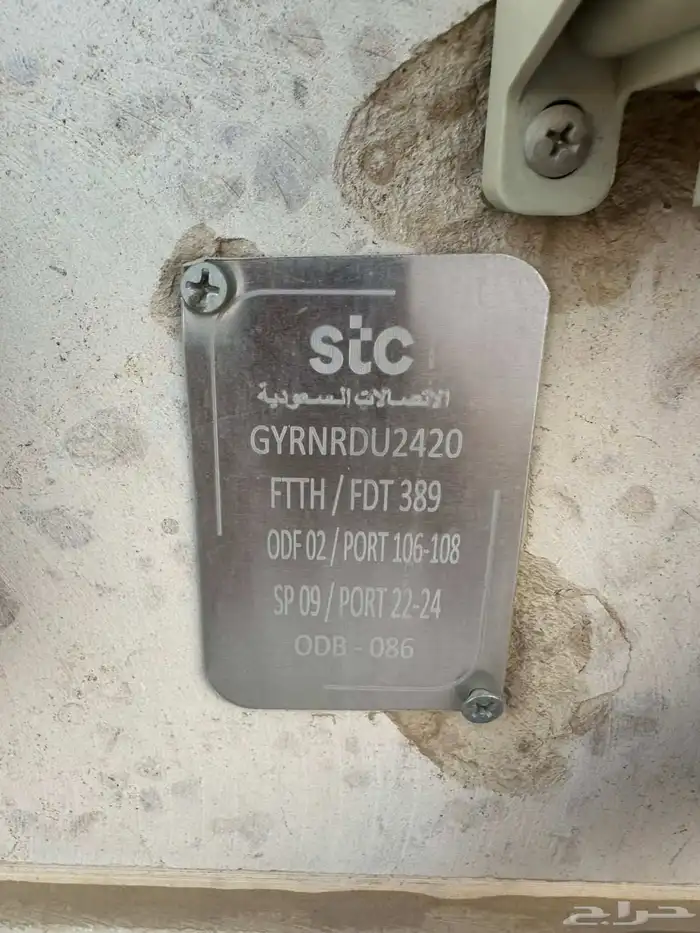 stc
الاتصالات السعودية
GYRNRDU2420
FTTH / FDT 389
ODF 02 / PORT 106-108
SP 09 / PORT 22-24
ODB - 086
حراج